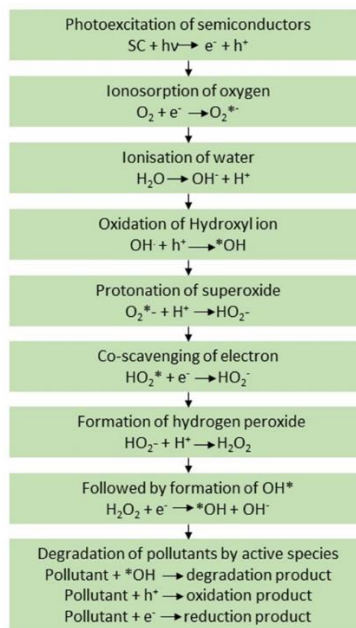 Photoexcitation of semiconductors
SC + hν→ e⁻ + h⁺
Ionosorption of oxygen
O₂ + e⁻ →O₂*⁻
Ionisation of water
H₂O→OH⁻ + H⁺
Oxidation of Hydroxyl ion
OH⁻ + h⁺→*OH
Protonation of superoxide
O₂*- + H⁺ →HO₂-
Co-scavenging of electron
HO₂* + e⁻→HO₂⁻
Formation of hydrogen peroxide
HO₂- + H⁺→H₂O₂
Followed by formation of OH*
H₂O₂ + e⁻→*OH + OH⁻
Degradation of pollutants by active species
Pollutant + *OH →degradation product
Pollutant + h⁺→oxidation product
Pollutant + e⁻→reduction product